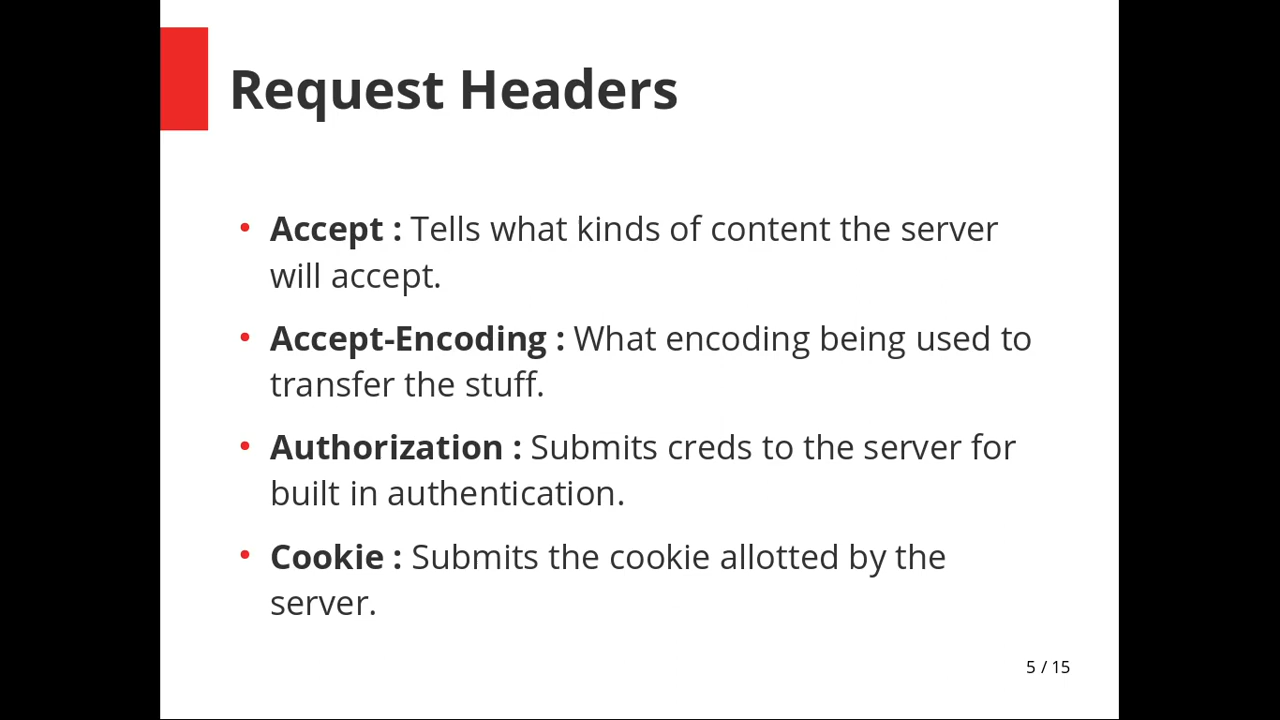 Request Headers
• Accept : Tells what kinds of content the server
will accept.
• Accept-Encoding : What encoding being used to
transfer the stuff.
• Authorization : Submits creds to the server for
built in authentication.
• Cookie : Submits the cookie allotted by the
server.
5 / 15